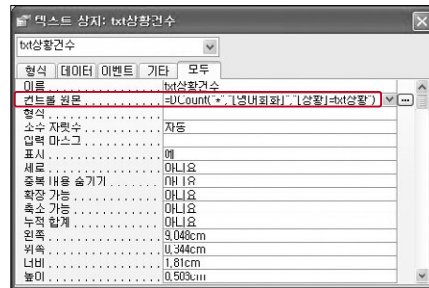 텍스트 상자: txt상황건수
txt상황건수
형식 데이터 이벤트 기타 모두
이름 txt상황건수
컨트롤 원본 =DCount("*","[영어회화]","[상황]=txt상황")
형식
소수 자릿수 자동
입력 마스크
표시 예
세로 아니요
중복 내용 숨기기 아니요
확장 가능 아니요
축소 가능 아니요
누적 합계 아니요
왼쪽 9.048cm
위쪽 0.344cm
너비 1.81cm
높이 0.503cm